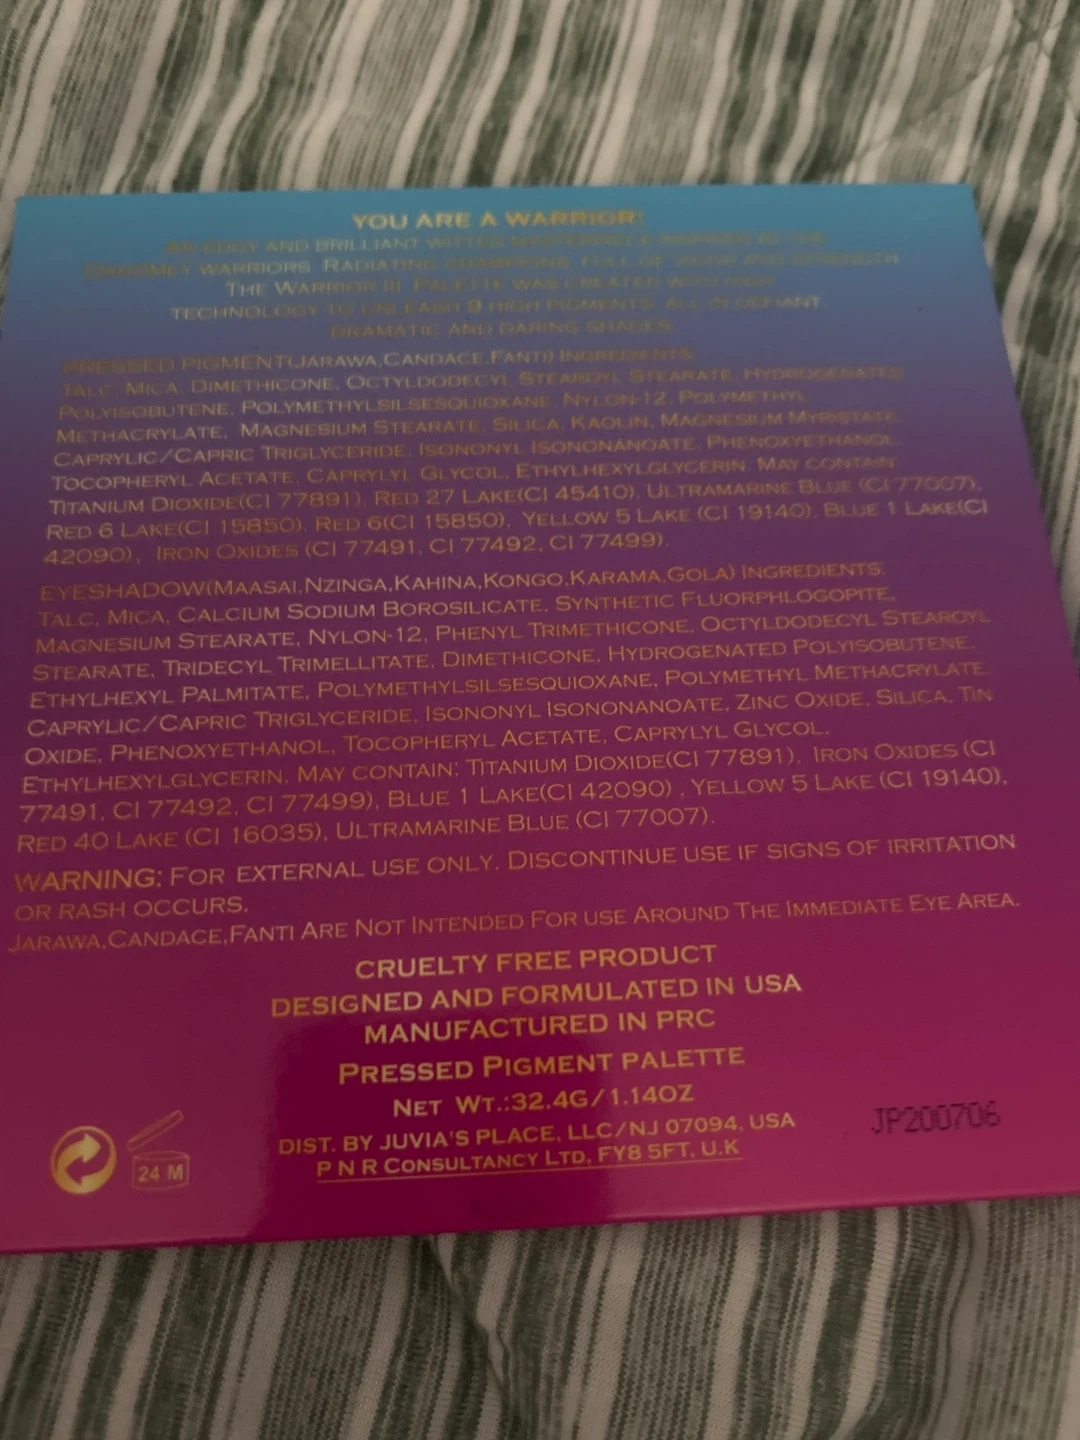 YOU ARE A WARRIOR!
AN EDGY AND BRILLIANT WITTED MASTERPIECE INSPIRED BY THE
DAHOMEY WARRIORS. RADIATING CHAMPIONS, FULL OF STRENGTH
THE WARRIOR III PALETTE WAS CREATED WITH
TECHNOLOGY TO UNLEASH 9 HIGH PIGMENTS, ALL IN DEFIANT
DRAMATIC AND DARING SHADES.
PRESSED PIGMENT(JARAWA,CANDACE,FANTI) INGREDIENTS:
TALC, MICA, DIMETHICONE, OCTYLDODECYL STEAROYL STEARATE, HYDROGENATED
POLYISOBUTENE, POLYMETHYLSILSESQUIOXANE, NYLON-12, POLYMETHYL
METHACRYLATE, MAGNESIUM STEARATE, SILICA, KAOLIN, MAGNESIUM MYRISTATE,
CAPRYLIC/CAPRIC TRIGLYCERIDE, ISONONYL ISONONANOATE, PHENOXYETHANOL,
TOCOPHERYL ACETATE, CAPRYLYL GLYCOL, ETHYLHEXYLGLYCERIN. MAY CONTAIN:
TITANIUM DIOXIDE(CI 77891), RED 27 LAKE(CI 45410), ULTRAMARINE BLUE (CI 77007),
RED 6 LAKE(CI 15850), RED 6(CI 15850), YELLOW 5 LAKE (CI 19140), BLUE 1 LAKE(CI
42090), IRON OXIDES (CI 77491, CI 77492, CI 77499).
EYESHADOW(MAASAI,NZINGA,KAHINA,KONGO,KARAMA,GOLA) INGREDIENTS:
TALC, MICA, CALCIUM SODIUM BOROSILICATE, SYNTHETIC FLUORPHLOGOPITE,
MAGNESIUM STEARATE, NYLON-12, PHENYL TRIMETHICONE, OCTYLDODECYL STEAROYL
STEARATE, TRIDECYL TRIMELLITATE, DIMETHICONE, HYDROGENATED POLYISOBUTENE,
ETHYLHEXYL PALMITATE, POLYMETHYLSILSESQUIOXANE, POLYMETHYL METHACRYLATE,
CAPRYLIC/CAPRIC TRIGLYCERIDE, ISONONYL ISONONANOATE, ZINC OXIDE, SILICA, TIN
OXIDE, PHENOXYETHANOL, TOCOPHERYL ACETATE, CAPRYLYL GLYCOL,
ETHYLHEXYLGLYCERIN, MAY CONTAIN: TITANIUM DIOXIDE(CI 77891), IRON OXIDES (CI
77491, CI 77492, CI 77499), BLUE 1 LAKE(CI 42090) , YELLOW 5 LAKE (CI 19140),
RED 40 LAKE (CI 16035), ULTRAMARINE BLUE (CI 77007).
WARNING: FOR EXTERNAL USE ONLY. DISCONTINUE USE IF SIGNS OF IRRITATION
OR RASH OCCURS.
JARAWA,CANDACE,FANTI ARE NOT INTENDED FOR USE AROUND THE IMMEDIATE EYE AREA.
CRUELTY FREE PRODUCT
DESIGNED AND FORMULATED IN USA
MANUFACTURED IN PRC
PRESSED PIGMENT PALETTE
NET WT.:32.4G/1.14OZ
DIST. BY JUVIA'S PLACE, LLC/NJ 07094, USA
P N R CONSULTANCY LTD, FY8 5FT, U.K
24 M
JP200706